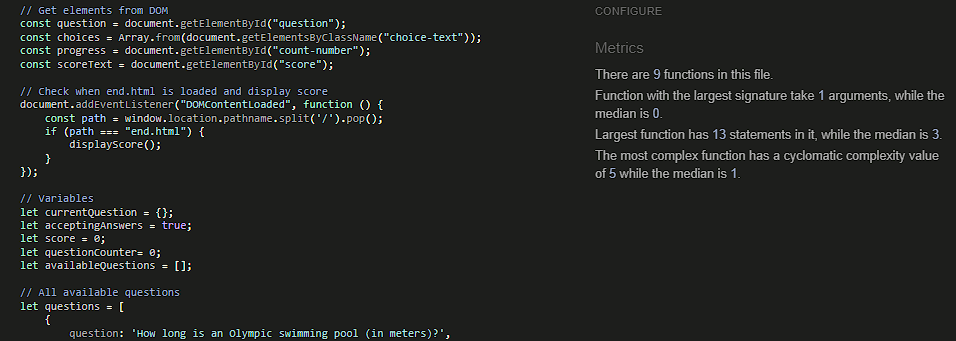 // Get elements from DOM
const question = document.getElementById("question");
const choices = Array.from(document.getElementsByClassName("choice-text"));
const progress = document.getElementById("count-number");
const scoreText = document.getElementById("score");
// Check when end.html is loaded and display score
document.addEventListener("DOMContentLoaded", function () {
const path = window.location.pathname.split('/').pop();
if (path === "end.html") {
displayScore();
}
});
// Variables
let currentQuestion = {};
let acceptingAnswers = true;
let score = 0;
let questionCounter= 0;
let availableQuestions = [];
// All available questions
let questions = [
{
question: 'How long is an Olympic swimming pool (in meters)?',
CONFIGURE
Metrics
There are 9 functions in this file.
Function with the largest signature take 1 arguments, while the
median is 0.
Largest function has 13 statements in it, while the median is 3.
The most complex function has a cyclomatic complexity value
of 5 while the median is 1.